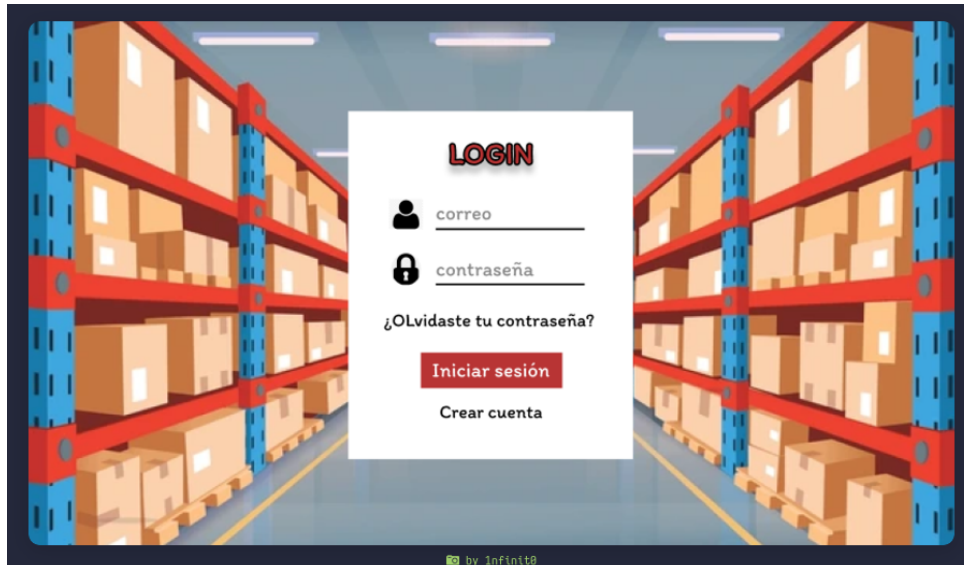 LOGIN
correo
contraseña
¿OLvidaste tu contraseña?
Iniciar sesión
Crear cuenta
by 1nfinit0